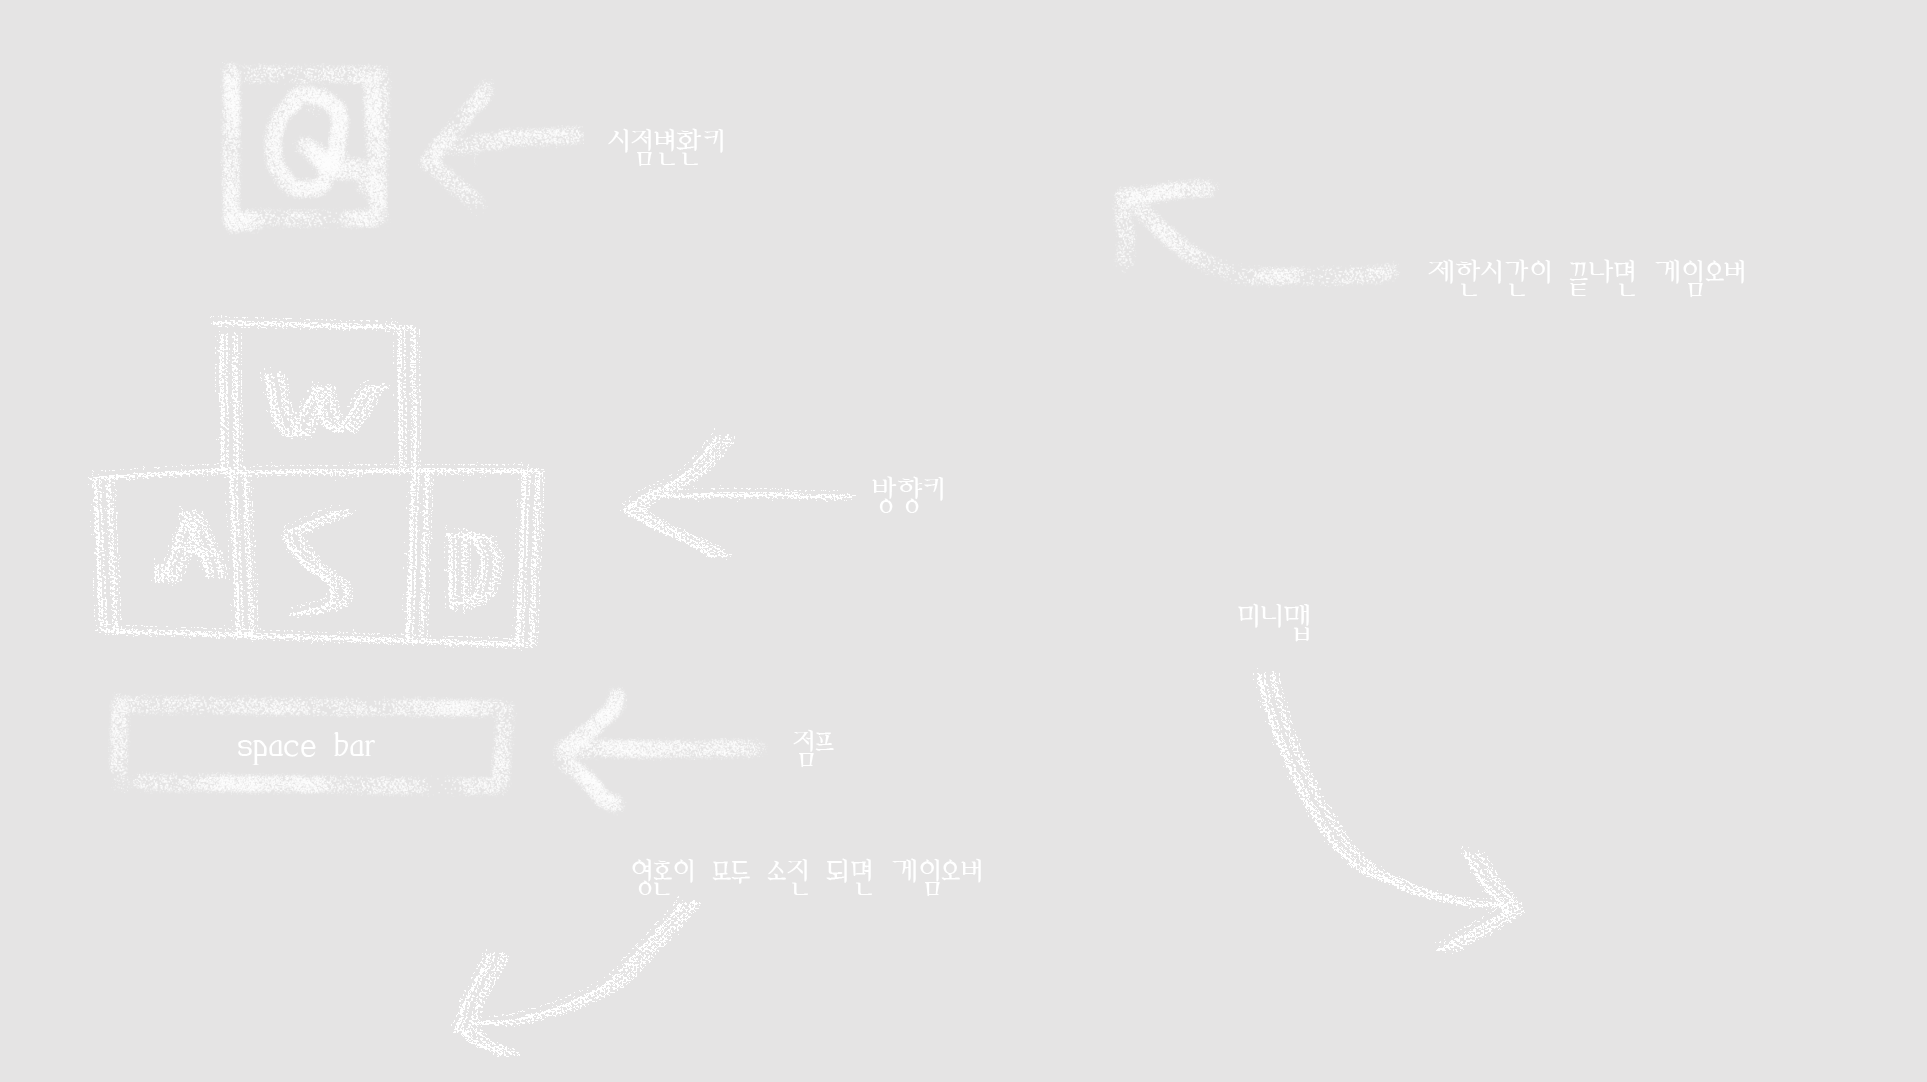 Q
시점변환키
제한시간이 끝나면 게임오버
W
A S D
방향키
미니맵
space bar
점프
영혼이 모두 소진 되면 게임오버